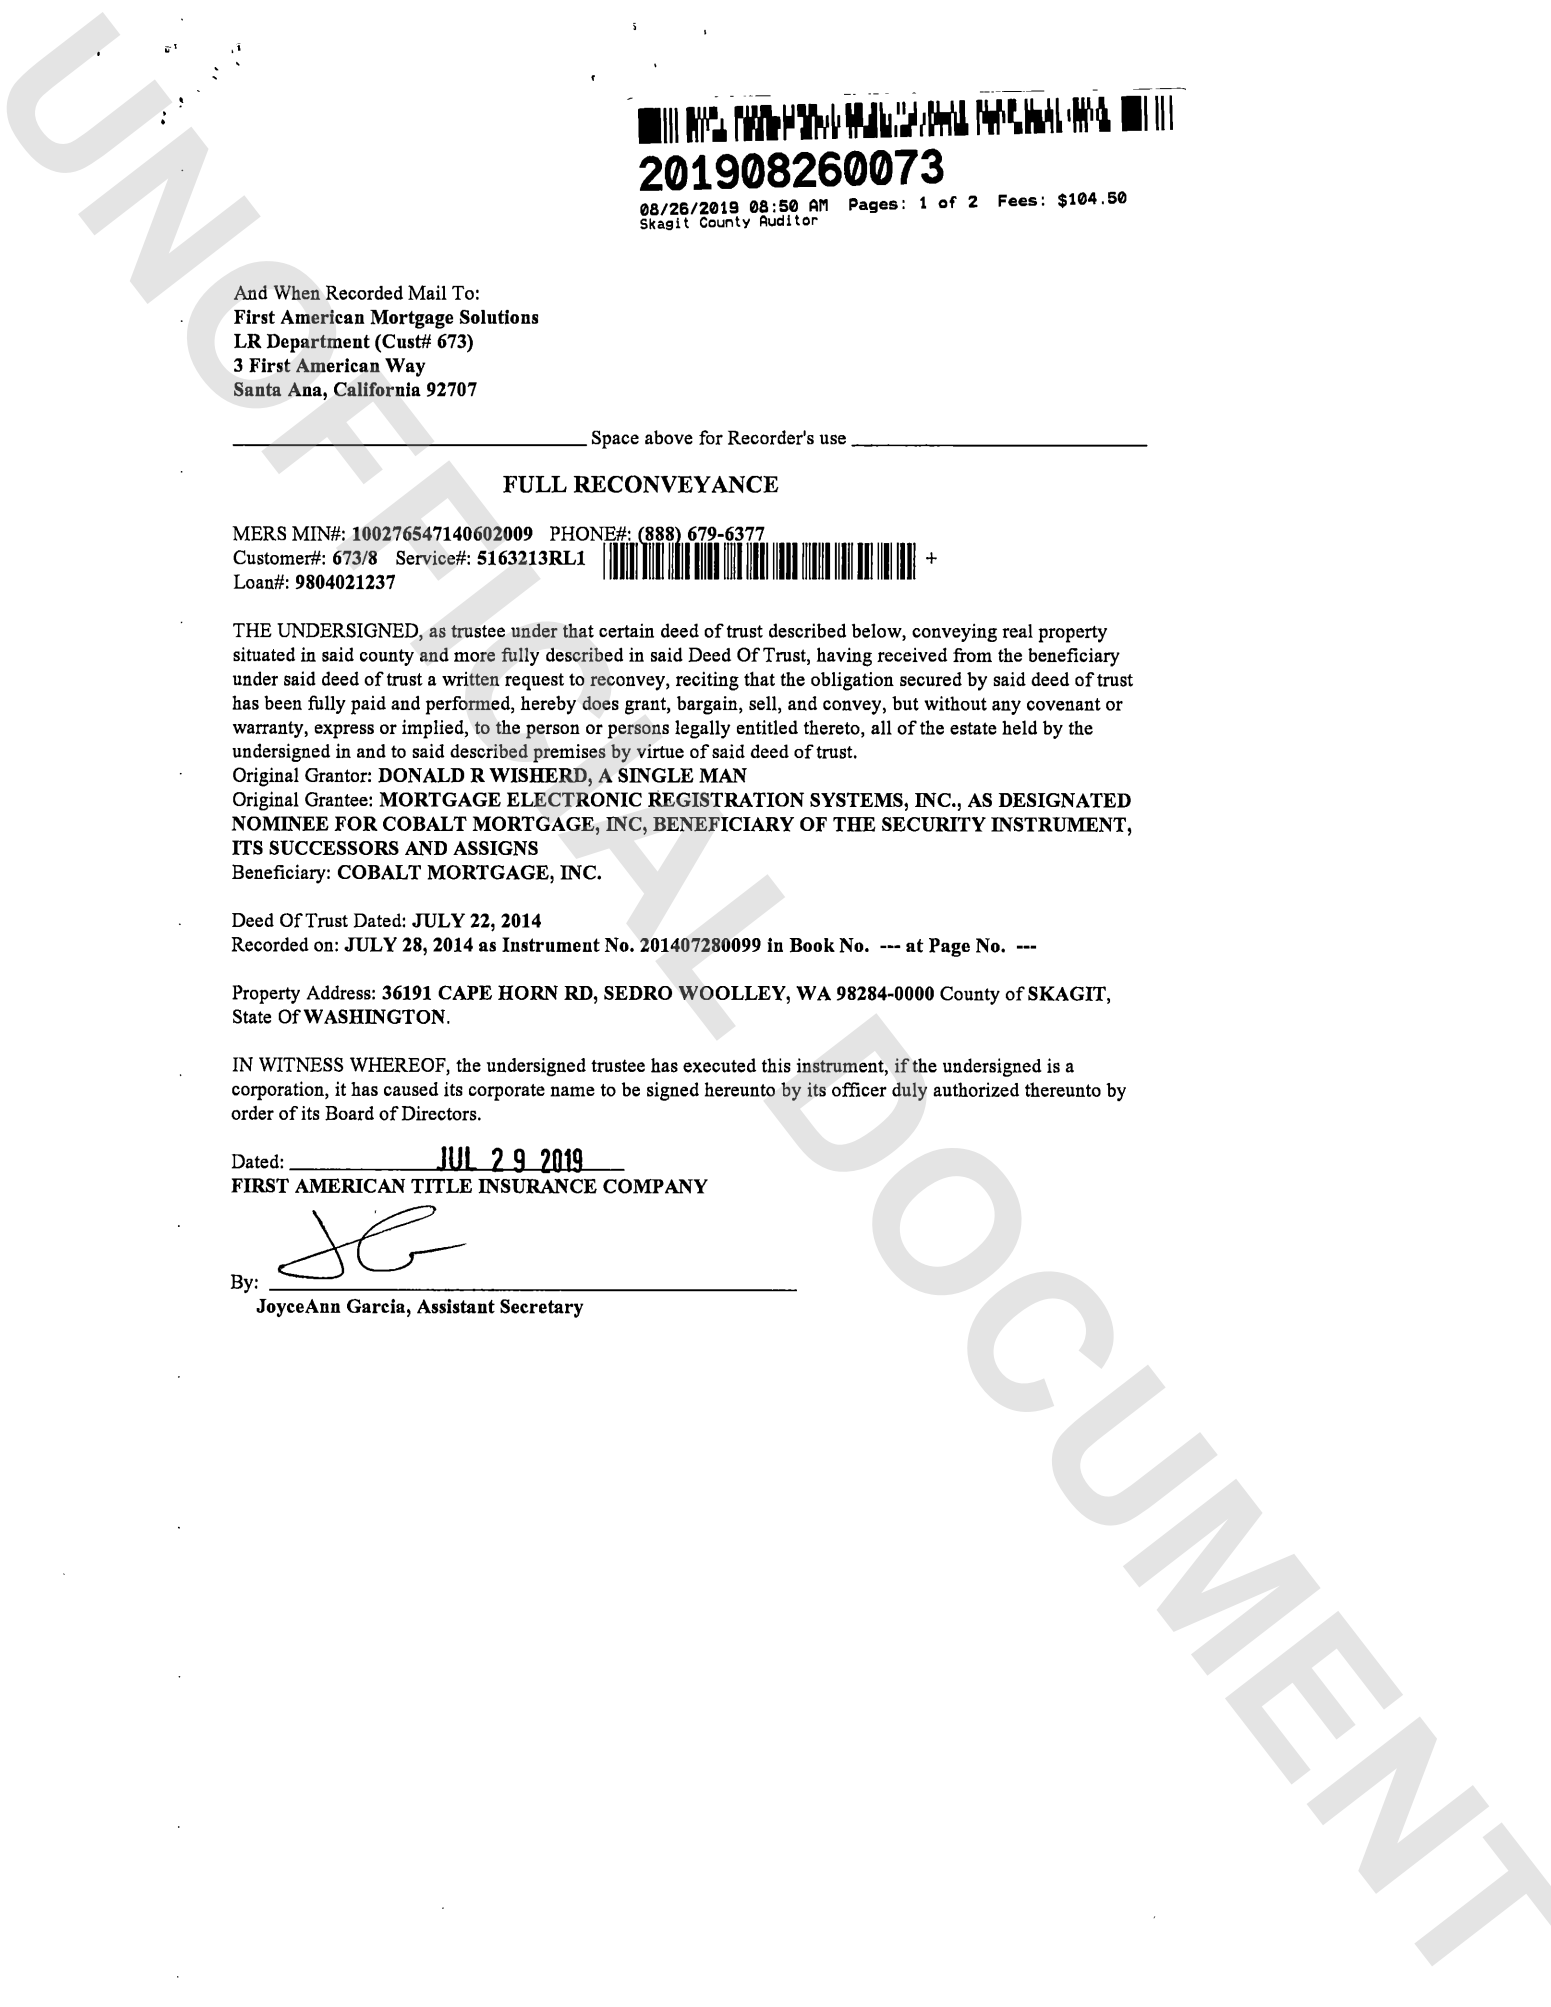 201908260073
08/26/2019 08:50 AM Pages: 1 of 2 Fees: $104.50
Skagit County Auditor
And When Recorded Mail To:
First American Mortgage Solutions
LR Department (Cust# 673)
3 First American Way
Santa Ana, California 92707
Space above for Recorder's use
FULL RECONVEYANCE
MERS MIN#: 100276547140602009 PHONE#: (888) 679-6377
Customer#: 673/8 Service#: 5163213RL1 +
Loan#: 9804021237
THE UNDERSIGNED, as trustee under that certain deed of trust described below, conveying real property
situated in said county and more fully described in said Deed Of Trust, having received from the beneficiary
under said deed of trust a written request to reconvey, reciting that the obligation secured by said deed of trust
has been fully paid and performed, hereby does grant, bargain, sell, and convey, but without any covenant or
warranty, express or implied, to the person or persons legally entitled thereto, all of the estate held by the
undersigned in and to said described premises by virtue of said deed of trust.
Original Grantor: DONALD R WISHERD, A SINGLE MAN
Original Grantee: MORTGAGE ELECTRONIC REGISTRATION SYSTEMS, INC., AS DESIGNATED
NOMINEE FOR COBALT MORTGAGE, INC, BENEFICIARY OF THE SECURITY INSTRUMENT,
ITS SUCCESSORS AND ASSIGNS
Beneficiary: COBALT MORTGAGE, INC.
Deed Of Trust Dated: JULY 22, 2014
Recorded on: JULY 28, 2014 as Instrument No. 201407280099 in Book No. --- at Page No. ---
Property Address: 36191 CAPE HORN RD, SEDRO WOOLLEY, WA 98284-0000 County of SKAGIT,
State Of WASHINGTON.
IN WITNESS WHEREOF, the undersigned trustee has executed this instrument, if the undersigned is a
corporation, it has caused its corporate name to be signed hereunto by its officer duly authorized thereunto by
order of its Board of Directors.
Dated: JUL 29 2019
FIRST AMERICAN TITLE INSURANCE COMPANY
By:
JoyceAnn Garcia, Assistant Secretary
UNOFFICIAL DOCUMENT